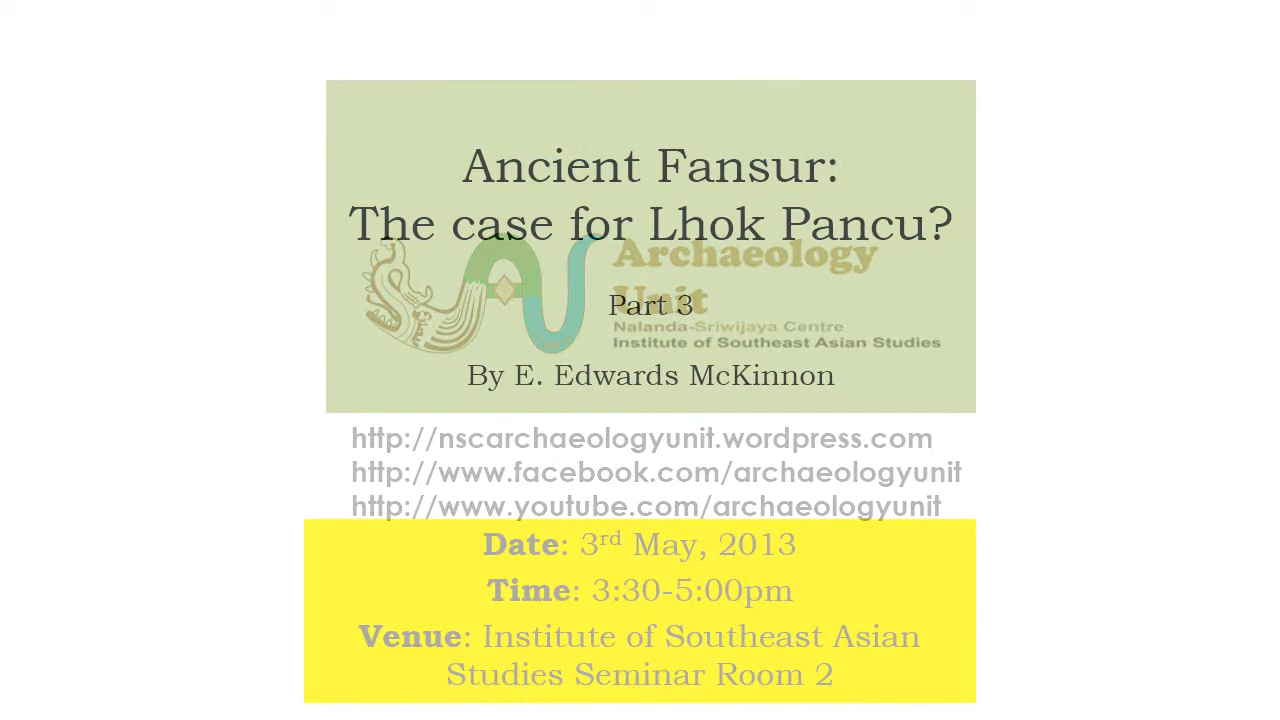 Ancient Fansur:
The case for Lhok Pancu?
Archaeology
Unit
Part 3
Nalanda-Sriwijaya Centre
Institute of Southeast Asian Studies
By E. Edwards McKinnon
http://nscarchaeologyunit.wordpress.com
http://www.facebook.com/archaeologyunit
http://www.youtube.com/archaeologyunit
Date: 3rd May, 2013
Time: 3:30-5:00pm
Venue: Institute of Southeast Asian
Studies Seminar Room 2